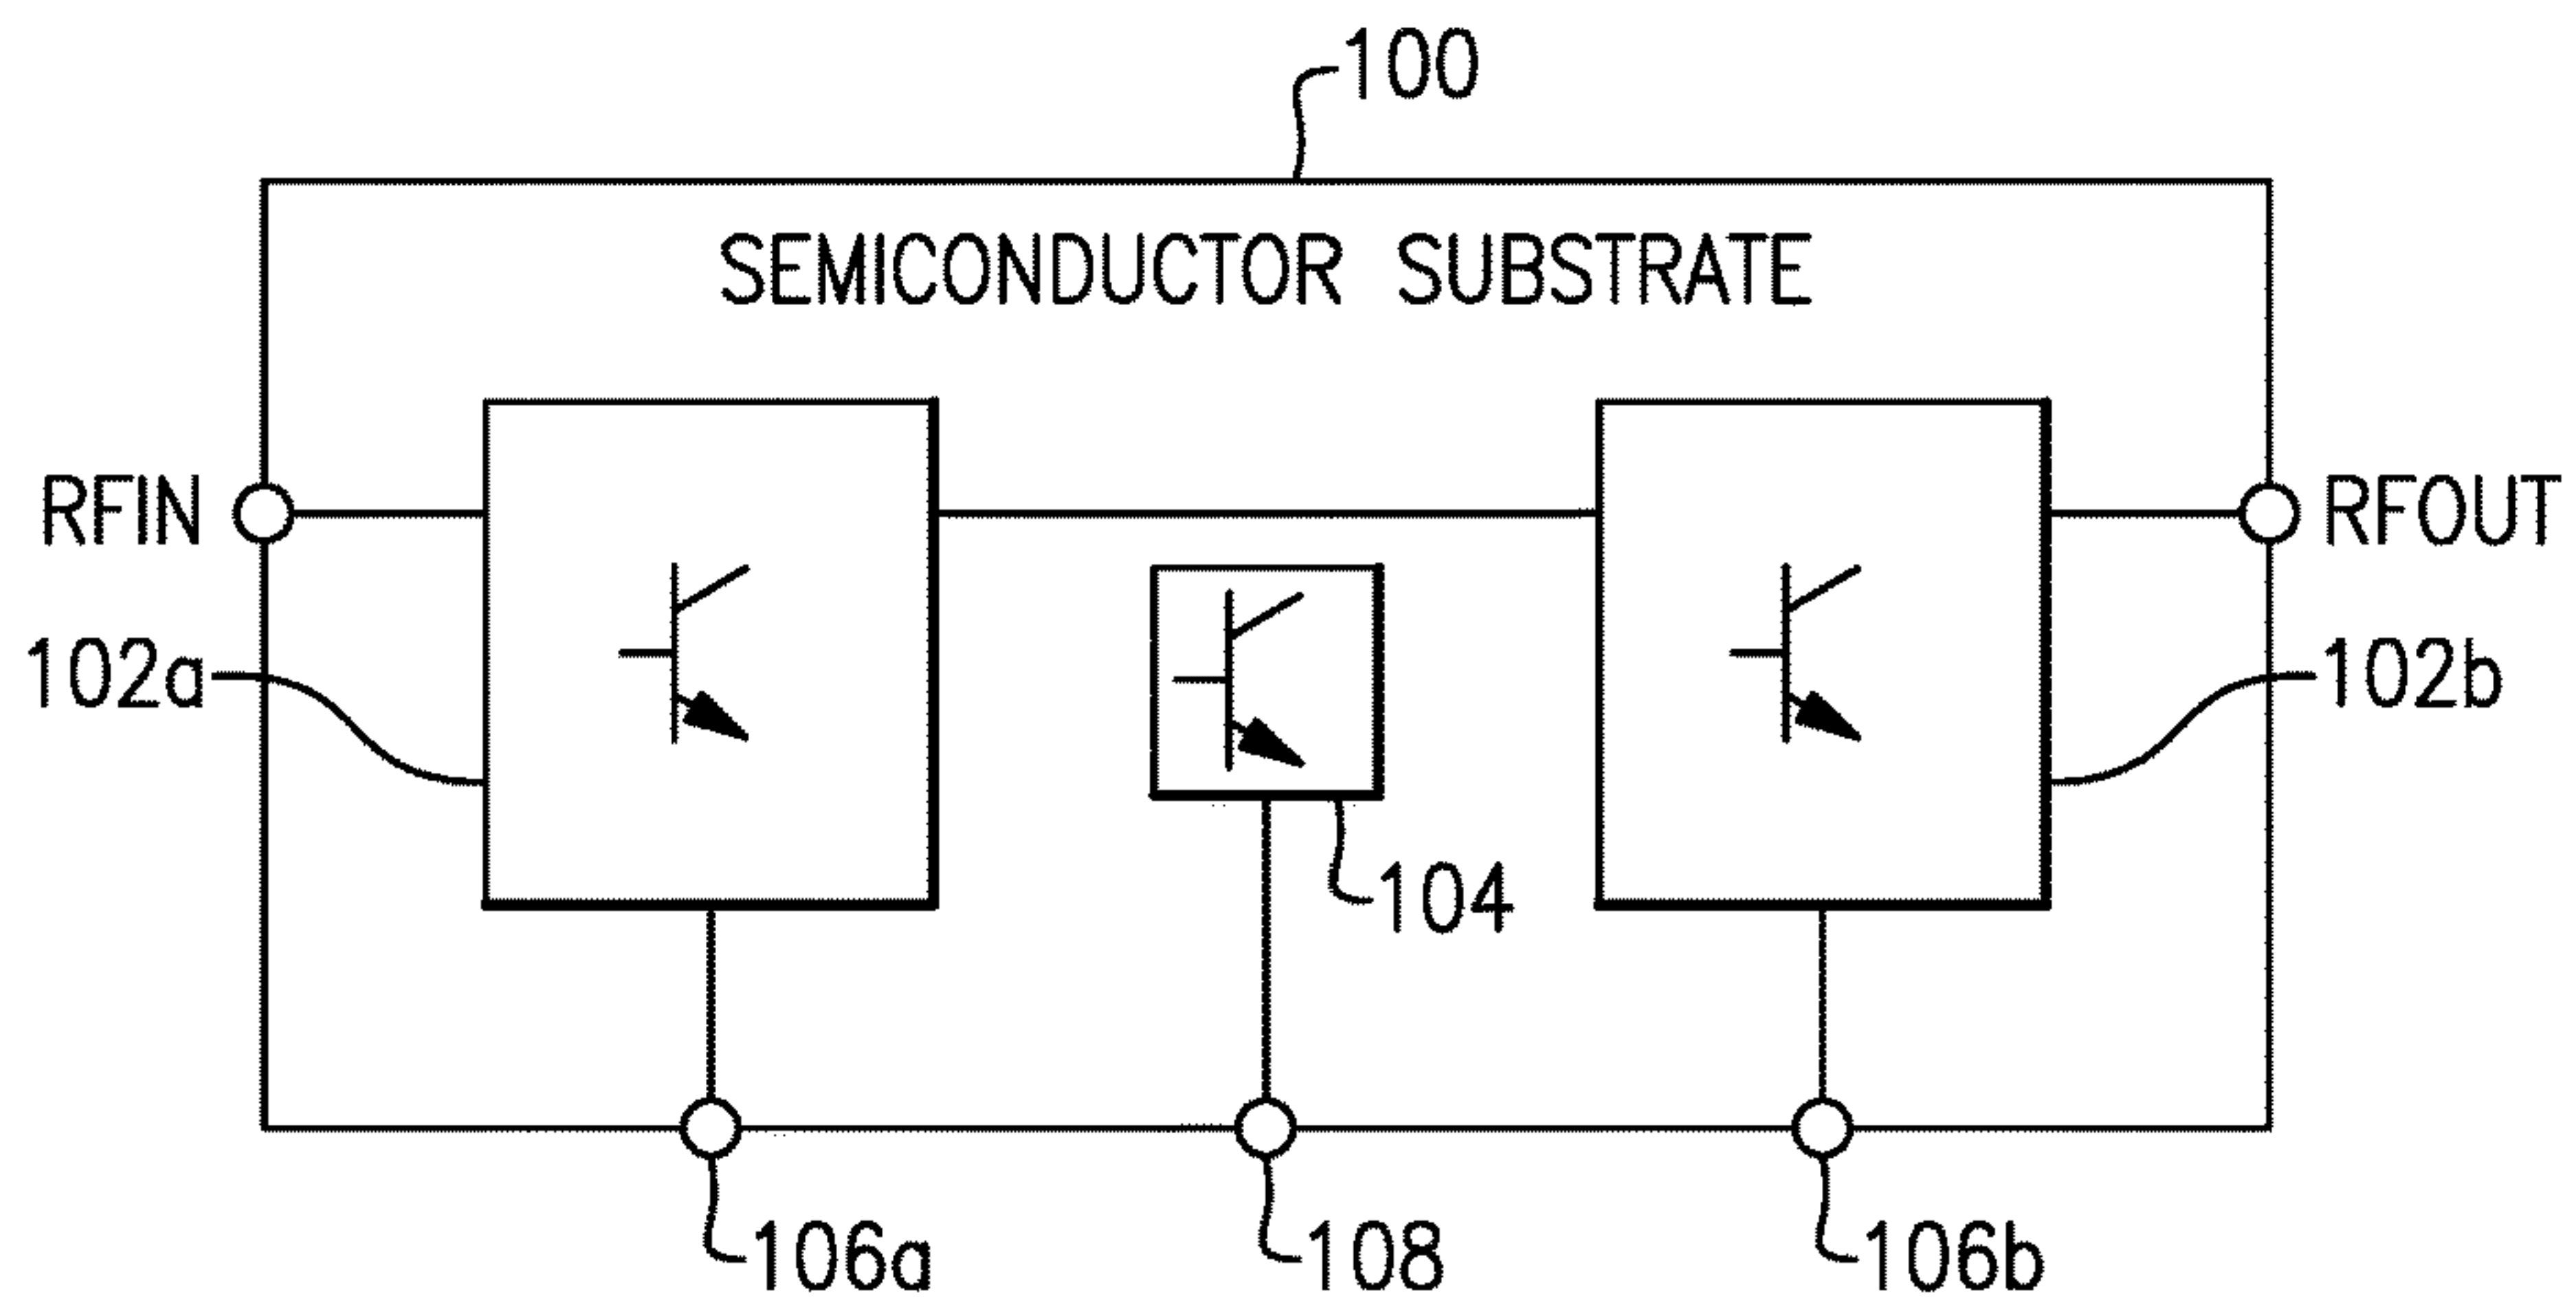 100
SEMICONDUCTOR SUBSTRATE
RFIN
RFOUT
102a
102b
104
106a
108
106b